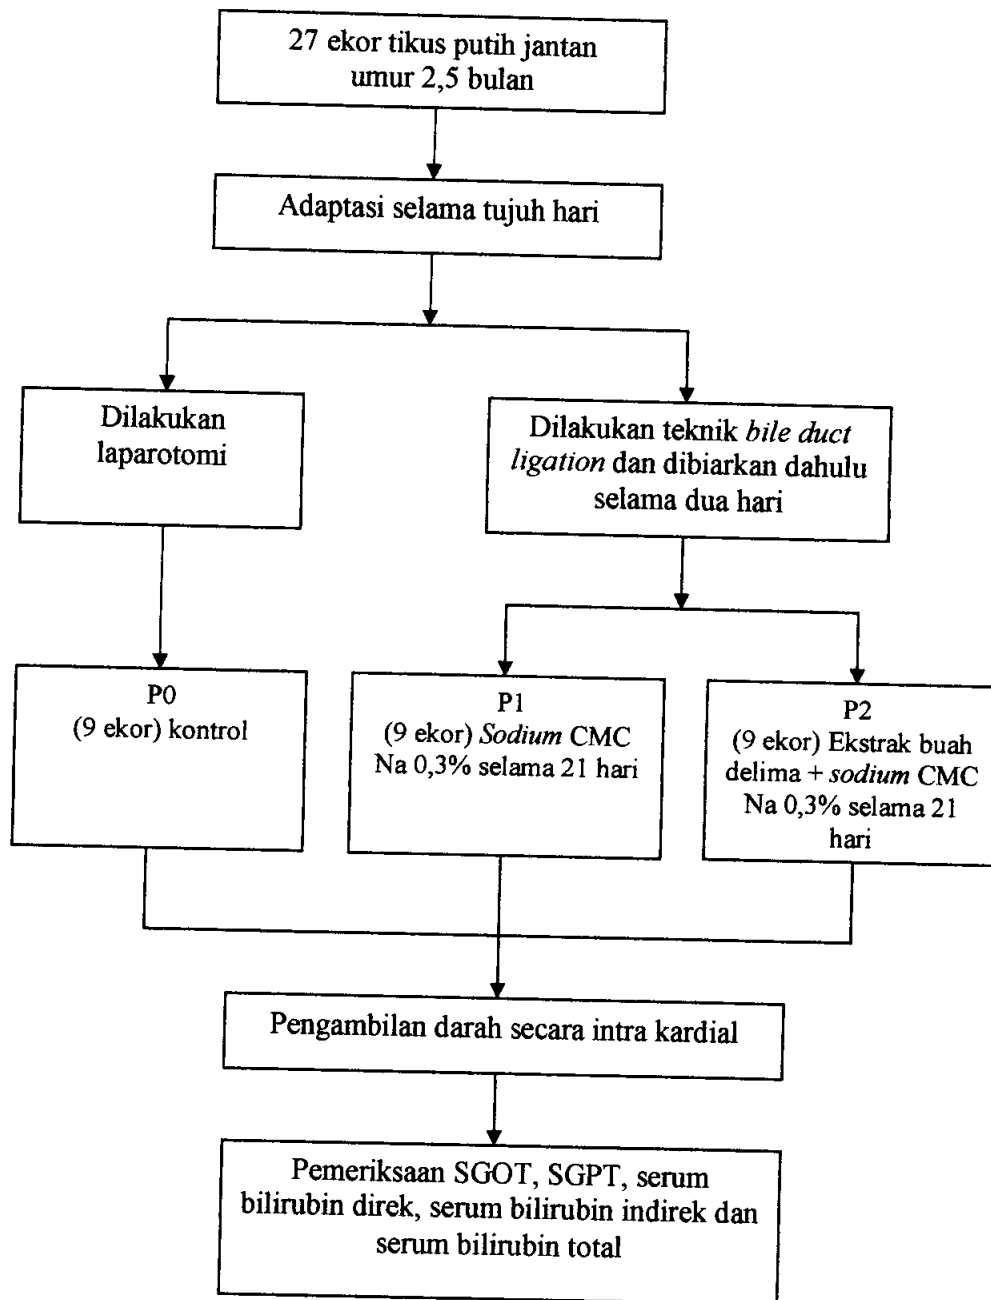 27 ekor tikus putih jantan
umur 2,5 bulan
Adaptasi selama tujuh hari
Dilakukan
laparotomi
Dilakukan teknik bile duct
ligation dan dibiarkan dahulu
selama dua hari
P0
(9 ekor) kontrol
P1
(9 ekor) Sodium CMC
Na 0,3% selama 21 hari
P2
(9 ekor) Ekstrak buah
delima + sodium CMC
Na 0,3% selama 21
hari
Pengambilan darah secara intra kardial
Pemeriksaan SGOT, SGPT, serum
bilirubin direk, serum bilirubin indirek dan
serum bilirubin total